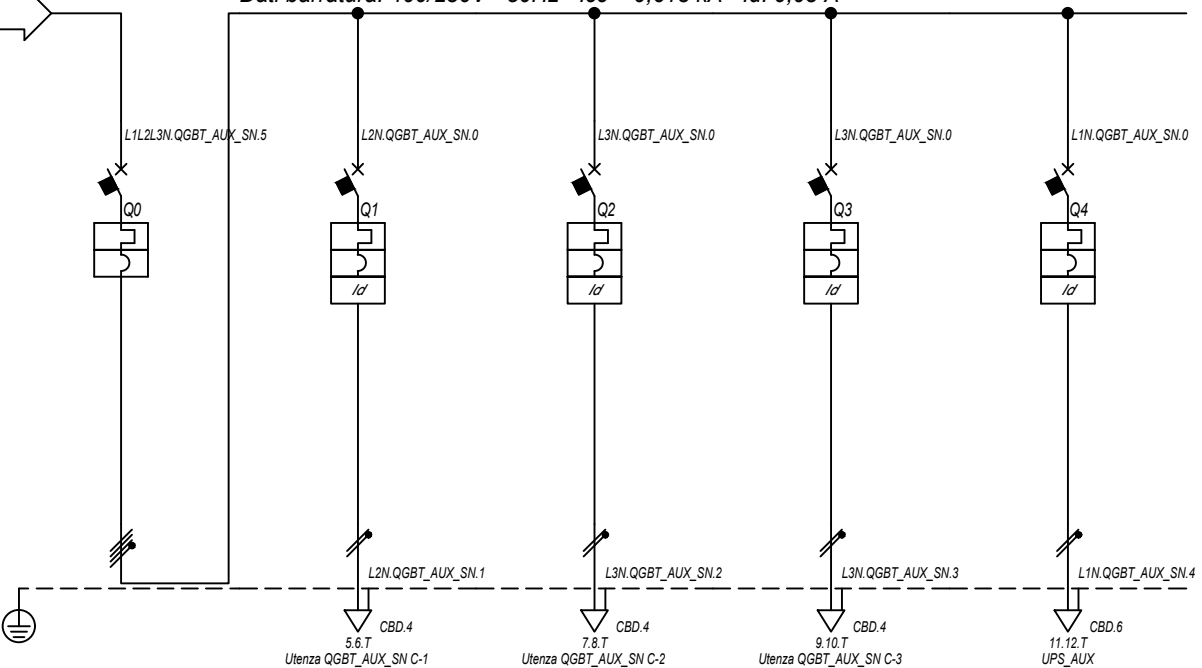 L1L2L3N.QGBT_AUX_SN.5
L2N.QGBT_AUX_SN.0
L3N.QGBT_AUX_SN.0
L3N.QGBT_AUX_SN.0
L1N.QGBT_AUX_SN.0
Q0
Q1
Q2
Q3
Q4
Id
Id
Id
Id
L2N.QGBT_AUX_SN.1
L3N.QGBT_AUX_SN.2
L3N.QGBT_AUX_SN.3
L1N.QGBT_AUX_SN.4
CBD.4
CBD.4
CBD.4
CBD.6
5.6.T
7.8.T
9.10.T
11.12.T
Utenza QGBT_AUX_SN C-1
Utenza QGBT_AUX_SN C-2
Utenza QGBT_AUX_SN C-3
UPS_AUX